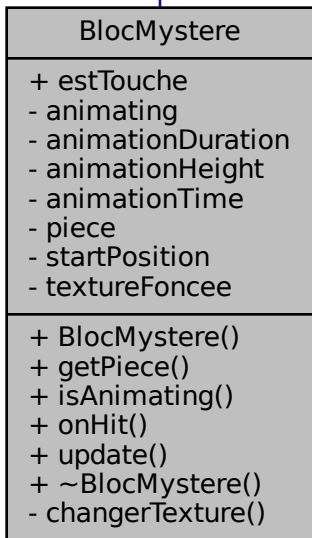 BlocMystere
+ estTouche
- animating
- animationDuration
- animationHeight
- animationTime
- piece
- startPosition
- textureFoncee
+ BlocMystere()
+ getPiece()
+ isAnimating()
+ onHit()
+ update()
+ ~BlocMystere()
- changerTexture()